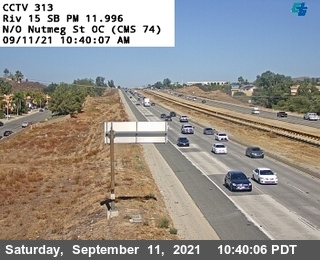 CCTV 313
Riv 15 SB PM 11.996
N/O Nutmeg St OC (CMS 74)
09/11/21 10:40:07 AM
Saturday, September 11, 2021 10:40:06 PDT